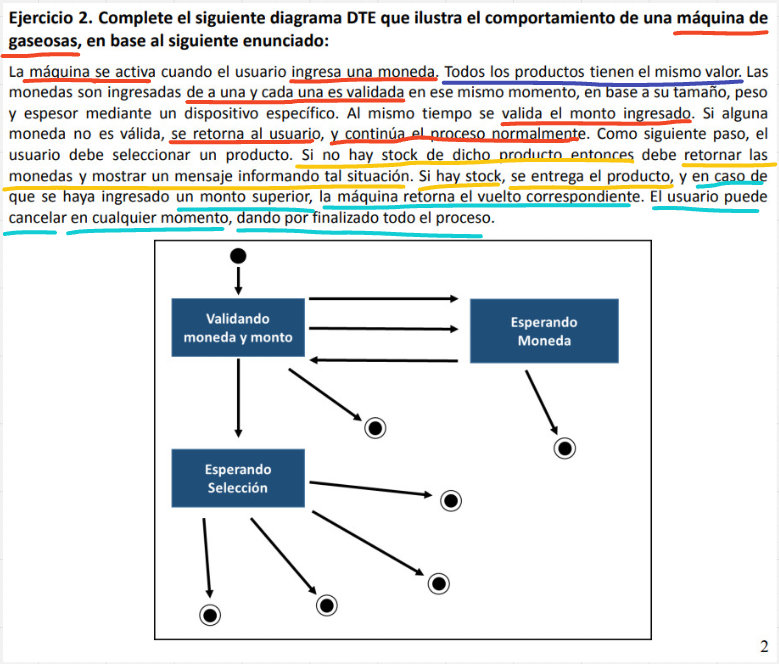 Ejercicio 2. Complete el siguiente diagrama DTE que ilustra el comportamiento de una máquina de
gaseosas, en base al siguiente enunciado:
La máquina se activa cuando el usuario ingresa una moneda. Todos los productos tienen el mismo valor. Las
monedas son ingresadas de a una y cada una es validada en ese mismo momento, en base a su tamaño, peso
y espesor mediante un dispositivo específico. Al mismo tiempo se valida el monto ingresado. Si alguna
moneda no es válida, se retorna al usuario, y continúa el proceso normalmente. Como siguiente paso, el
usuario debe seleccionar un producto. Si no hay stock de dicho producto entonces debe retornar las
monedas y mostrar un mensaje informando tal situación. Si hay stock, se entrega el producto, y en caso de
que se haya ingresado un monto superior, la máquina retorna el vuelto correspondiente. El usuario puede
cancelar en cualquier momento, dando por finalizado todo el proceso.
Validando
moneda y monto
Esperando
Moneda
Esperando
Selección
2